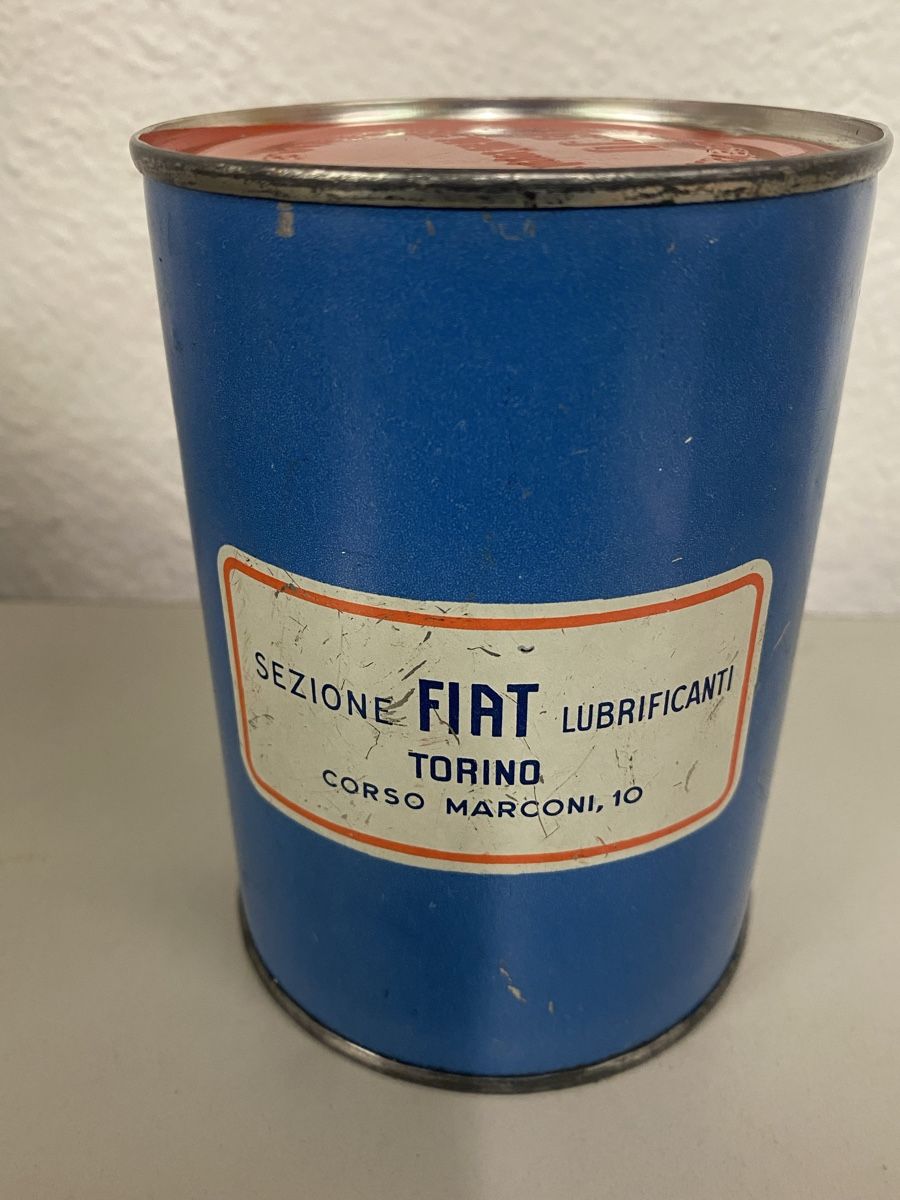 SEZIONE FIAT LUBRIFICANTI
TORINO
CORSO MARCONI, 10